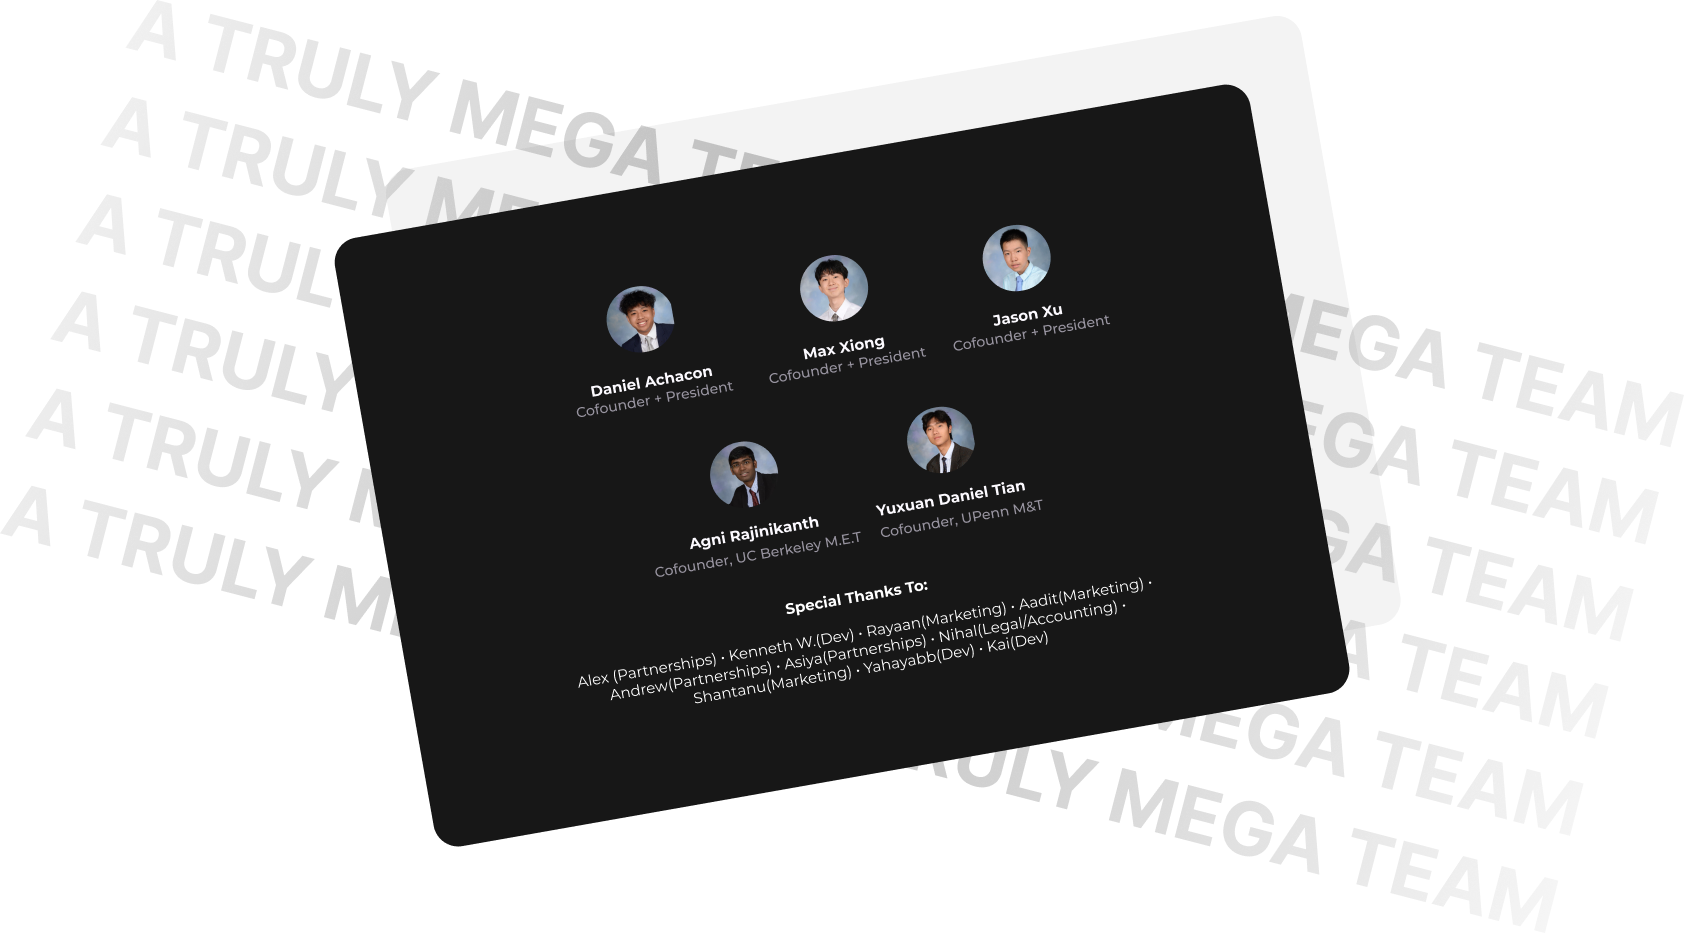 A TRULY MEGA TE
A TRULY ME
A TRULY
A TRULY
A TRULY M
A TRULY M
Daniel Achacon
Cofounder + President
Max Xiong
Cofounder + President
Jason Xu
Cofounder + President
Agni Rajinikanth
Cofounder, UC Berkeley M.E.T
Yuxuan Daniel Tian
Cofounder, UPenn M&T
Special Thanks To:
Alex (Partnerships) • Kenneth W.(Dev) • Rayaan(Marketing) • Aadit(Marketing) •
Andrew(Partnerships) • Asiya(Partnerships) • Nihal(Legal/Accounting) •
Shantanu(Marketing) • Yahayabb(Dev) • Kai(Dev)
MEGA TEAM
EGA TEAM
GA TEAM
A TEAM
MEGA TEAM
RULY MEGA TEAM